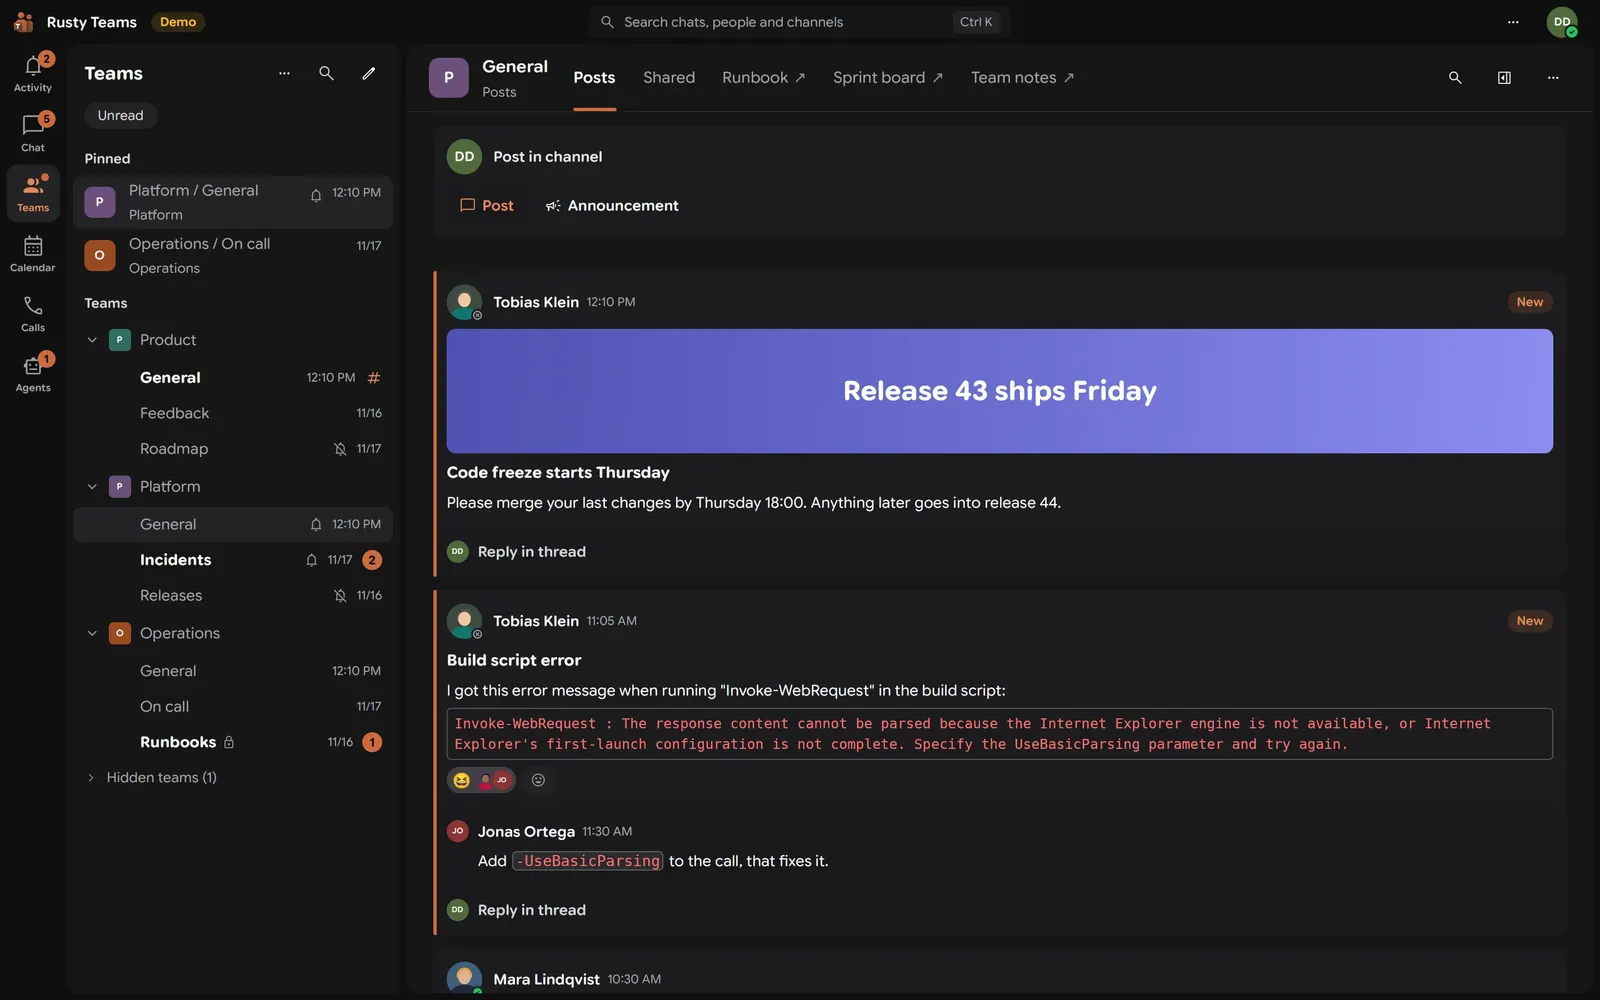 Rusty Teams
Demo
Search chats, people and channels
Ctrl K
DD
Activity
2
Chat
5
Teams
Calendar
Calls
Agents
1
Teams
Unread
Pinned
P
Platform / General
12:10 PM
Platform
O
Operations / On call
11/17
Operations
Teams
P
Product
General
12:10 PM
#
Feedback
11/16
Roadmap
11/17
P
Platform
General
12:10 PM
Incidents
11/17
2
Releases
11/16
O
Operations
General
12:10 PM
On call
11/17
Runbooks
11/16
1
Hidden teams (1)
P
General
Posts
Posts
Shared
Runbook ↗
Sprint board ↗
Team notes ↗
DD
Post in channel
Post
Announcement
Tobias Klein 12:10 PM
New
Release 43 ships Friday
Code freeze starts Thursday
Please merge your last changes by Thursday 18:00. Anything later goes into release 44.
DD
Reply in thread
Tobias Klein 11:05 AM
New
Build script error
I got this error message when running "Invoke-WebRequest" in the build script:
Invoke-WebRequest : The response content cannot be parsed because the Internet Explorer engine is not available, or Internet
Explorer's first-launch configuration is not complete. Specify the UseBasicParsing parameter and try again.
JO
JO
Jonas Ortega 11:30 AM
Add -UseBasicParsing to the call, that fixes it.
DD
Reply in thread
Mara Lindqvist 10:30 AM